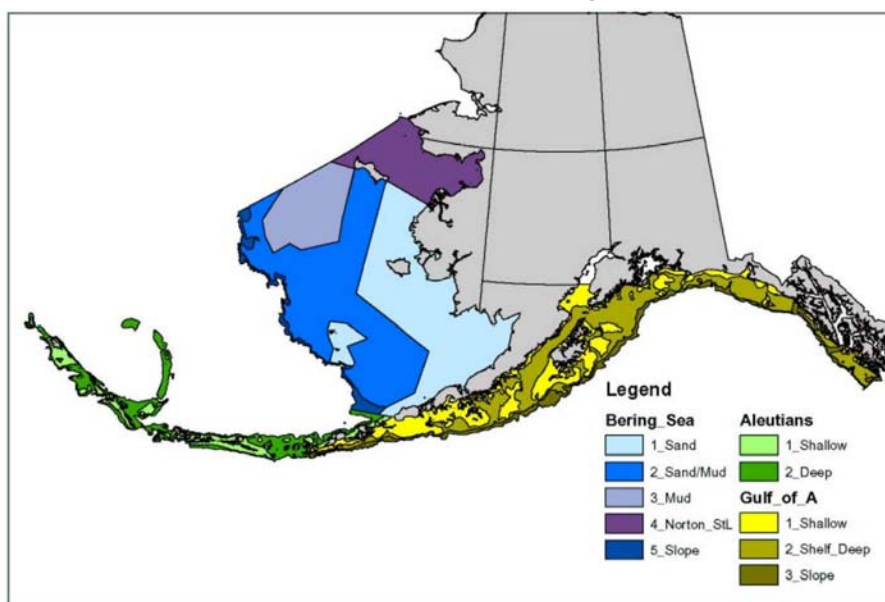 Legend
Bering_Sea
1_Sand
2_Sand/Mud
3_Mud
4_Norton_StL
5_Slope
Aleutians
1_Shallow
2_Deep
Gulf_of_A
1_Shallow
2_Shelf_Deep
3_Slope